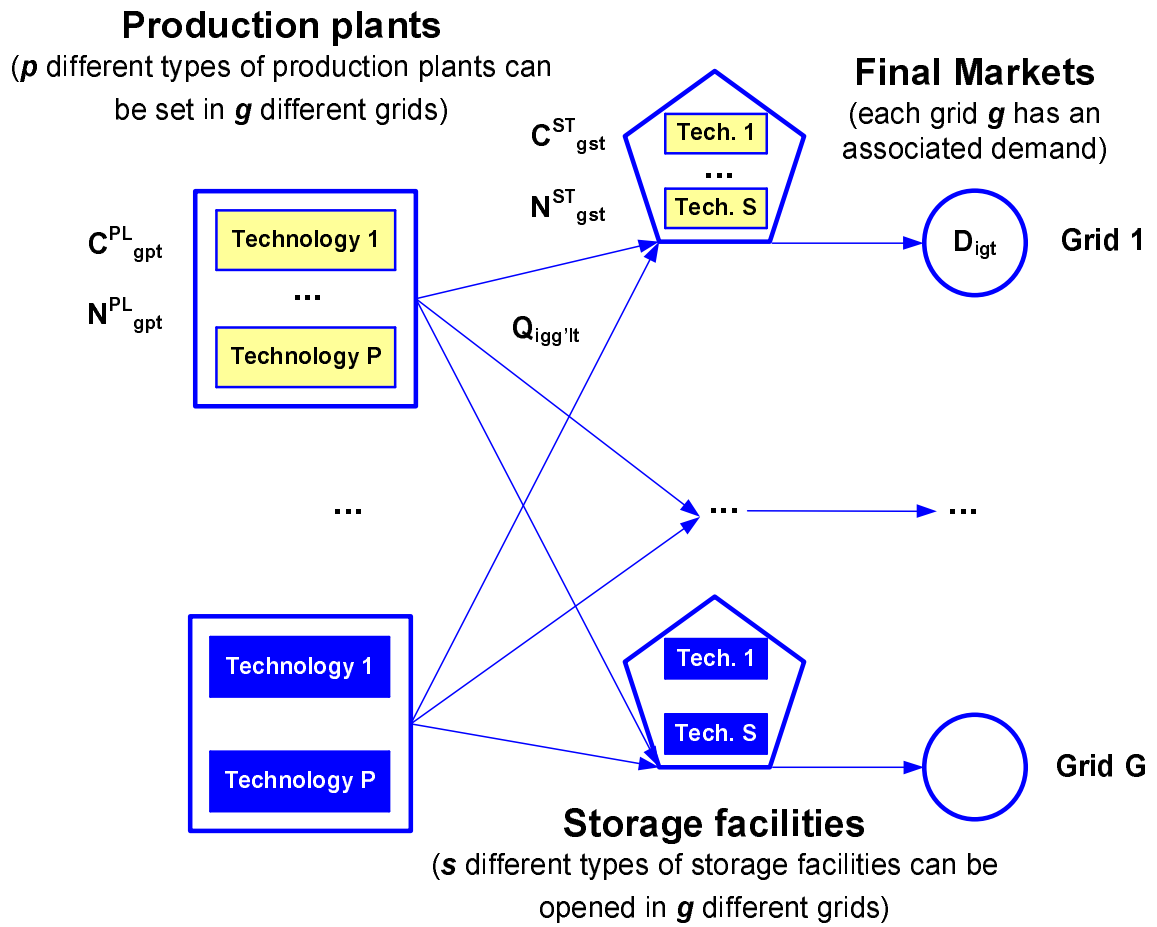 Production plants
(p different types of production plants can
be set in g different grids)
Final Markets
(each grid g has an
associated demand)
C^ST_gst
N^ST_gst
Tech. 1
...
Tech. S
C^PL_gpt
N^PL_gpt
Technology 1
...
Technology P
Q_igg'lt
D_igt
Grid 1
...
...
...
Technology 1
Technology P
Tech. 1
Tech. S
Grid G
Storage facilities
(s different types of storage facilities can be
opened in g different grids)